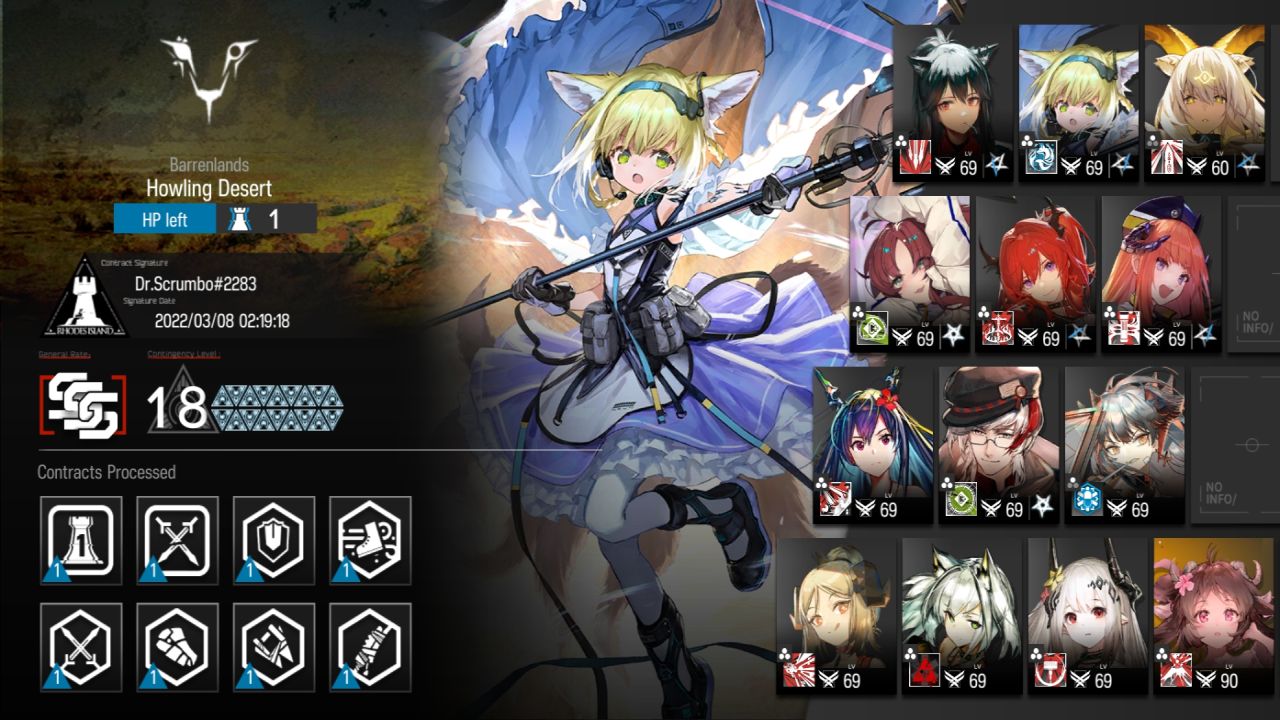 Barrenlands
Howling Desert
HP left 1
Contract Signature
Dr.Scrumbo#2283
Signature Date
2022/03/08 02:19:18
RHODES ISLAND
General Rate:
Contingency Level:
18
Contracts Processed
1
1 1 1 1
1 1 1 1
LV 69
LV 69
LV 60
LV 69
LV 69
LV 69
NO INFO/
LV 69
LV 69
LV 69
NO INFO/
LV 69
LV 69
LV 69
LV 90